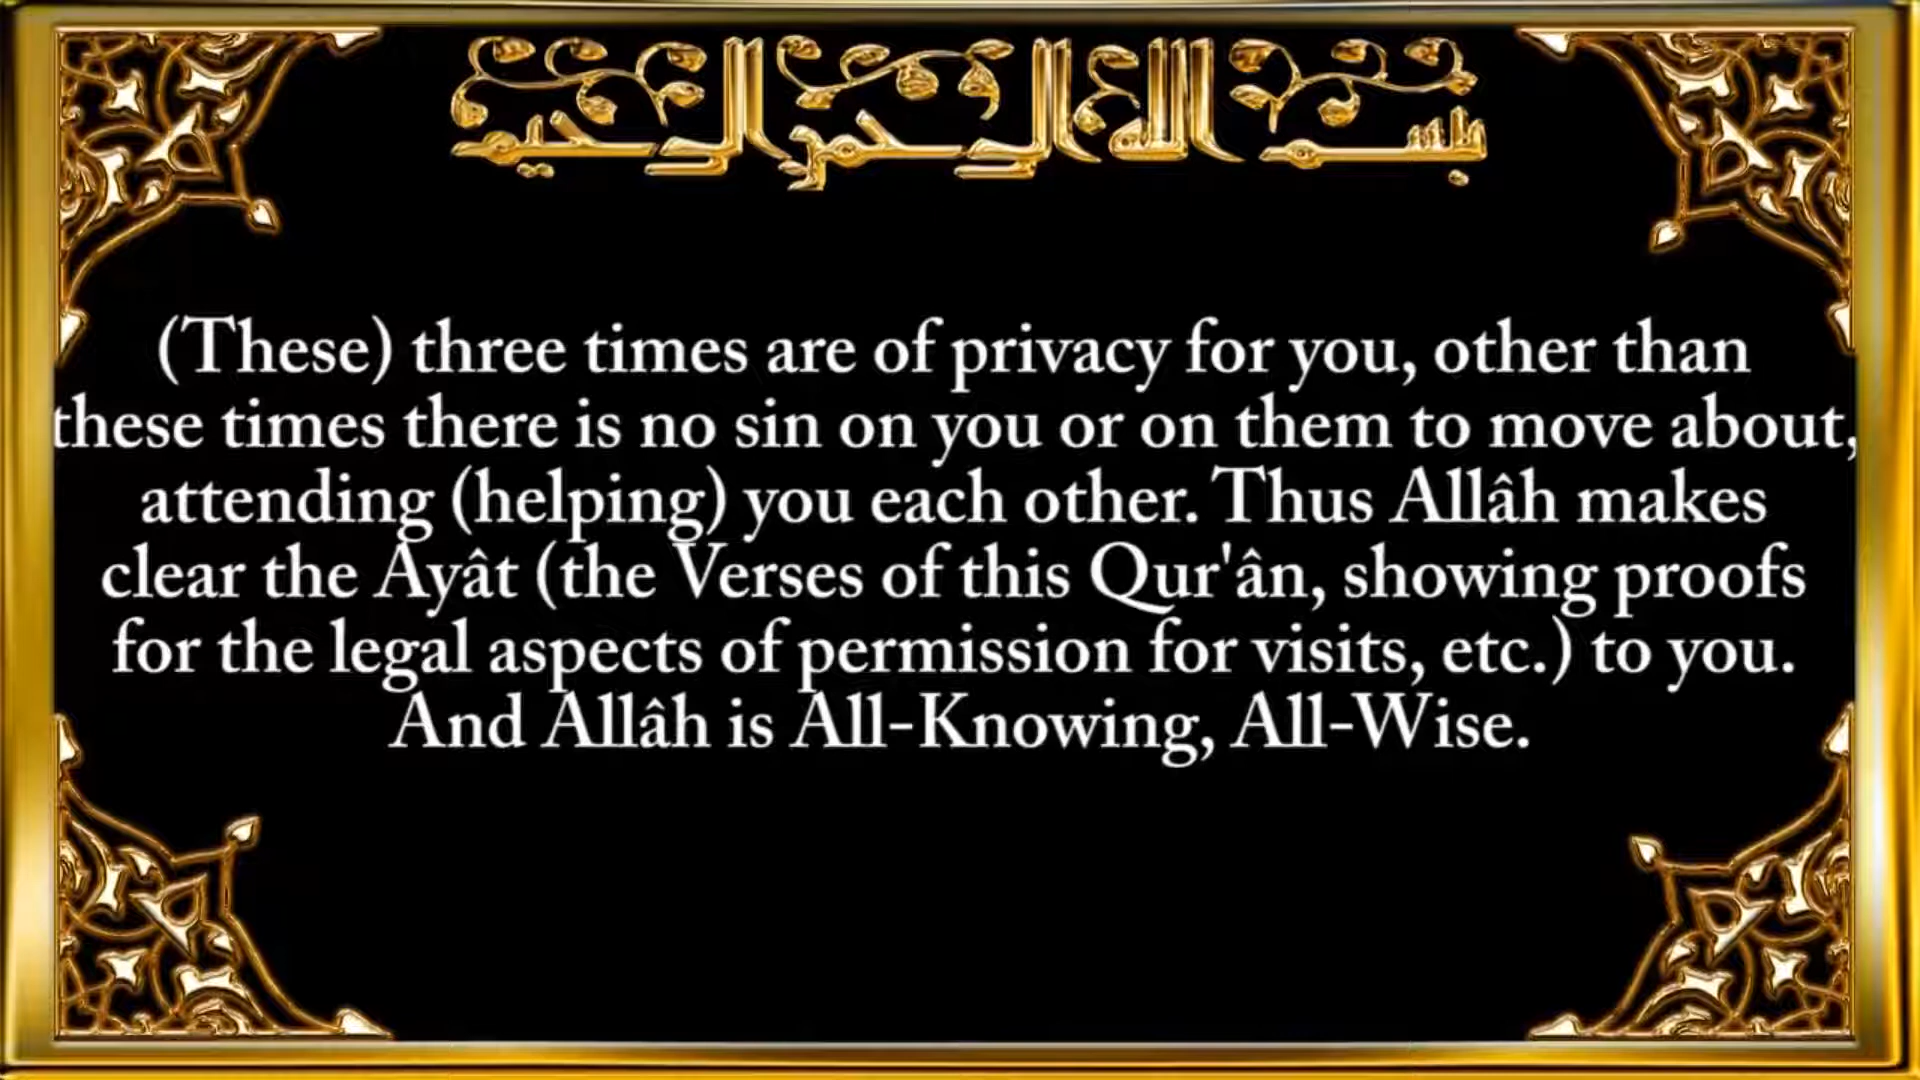 بسم الله الرحمن الرحيم
(These) three times are of privacy for you, other than
these times there is no sin on you or on them to move about,
attending (helping) you each other. Thus Allâh makes
clear the Ayât (the Verses of this Qur'ân, showing proofs
for the legal aspects of permission for visits, etc.) to you.
And Allâh is All-Knowing, All-Wise.